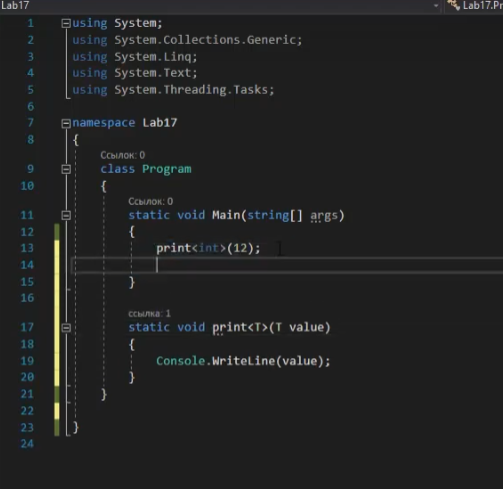 Lab17
Lab17.Pr
1 using System;
2 using System.Collections.Generic;
3 using System.Linq;
4 using System.Text;
5 using System.Threading.Tasks;
6
7 namespace Lab17
8 {
Ссылок: 0
9 class Program
10 {
Ссылок: 0
11 static void Main(string[] args)
12 {
13 print<int>(12);
14
15 }
16
ссылка: 1
17 static void print<T>(T value)
18 {
19 Console.WriteLine(value);
20 }
21 }
22
23 }
24